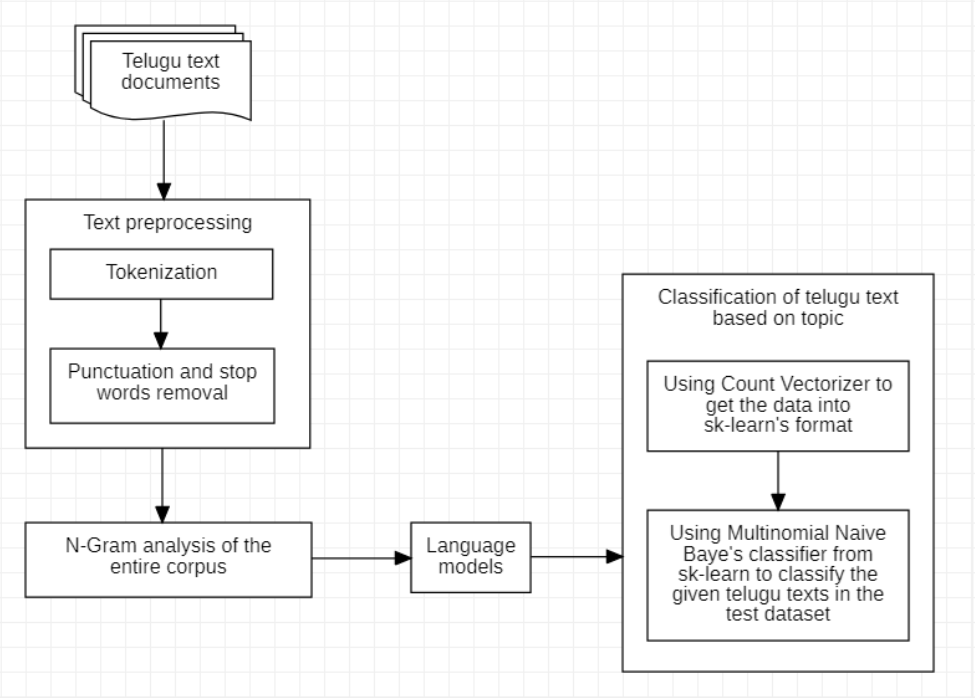 Telugu text
documents
Text preprocessing
Tokenization
Punctuation and stop
words removal
N-Gram analysis of the
entire corpus
Language
models
Classification of telugu text
based on topic
Using Count Vectorizer to
get the data into
sk-learn's format
Using Multinomial Naive
Baye's classifier from
sk-learn to classify the
given telugu texts in the
test dataset